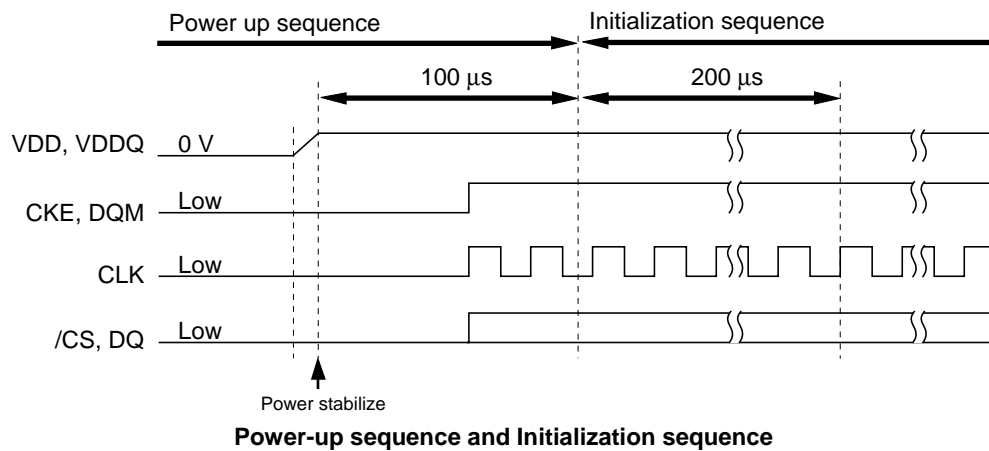 Power up sequence
Initialization sequence
100 μs
200 μs
VDD, VDDQ
0 V
CKE, DQM
Low
CLK
Low
/CS, DQ
Low
Power stabilize
Power-up sequence and Initialization sequence